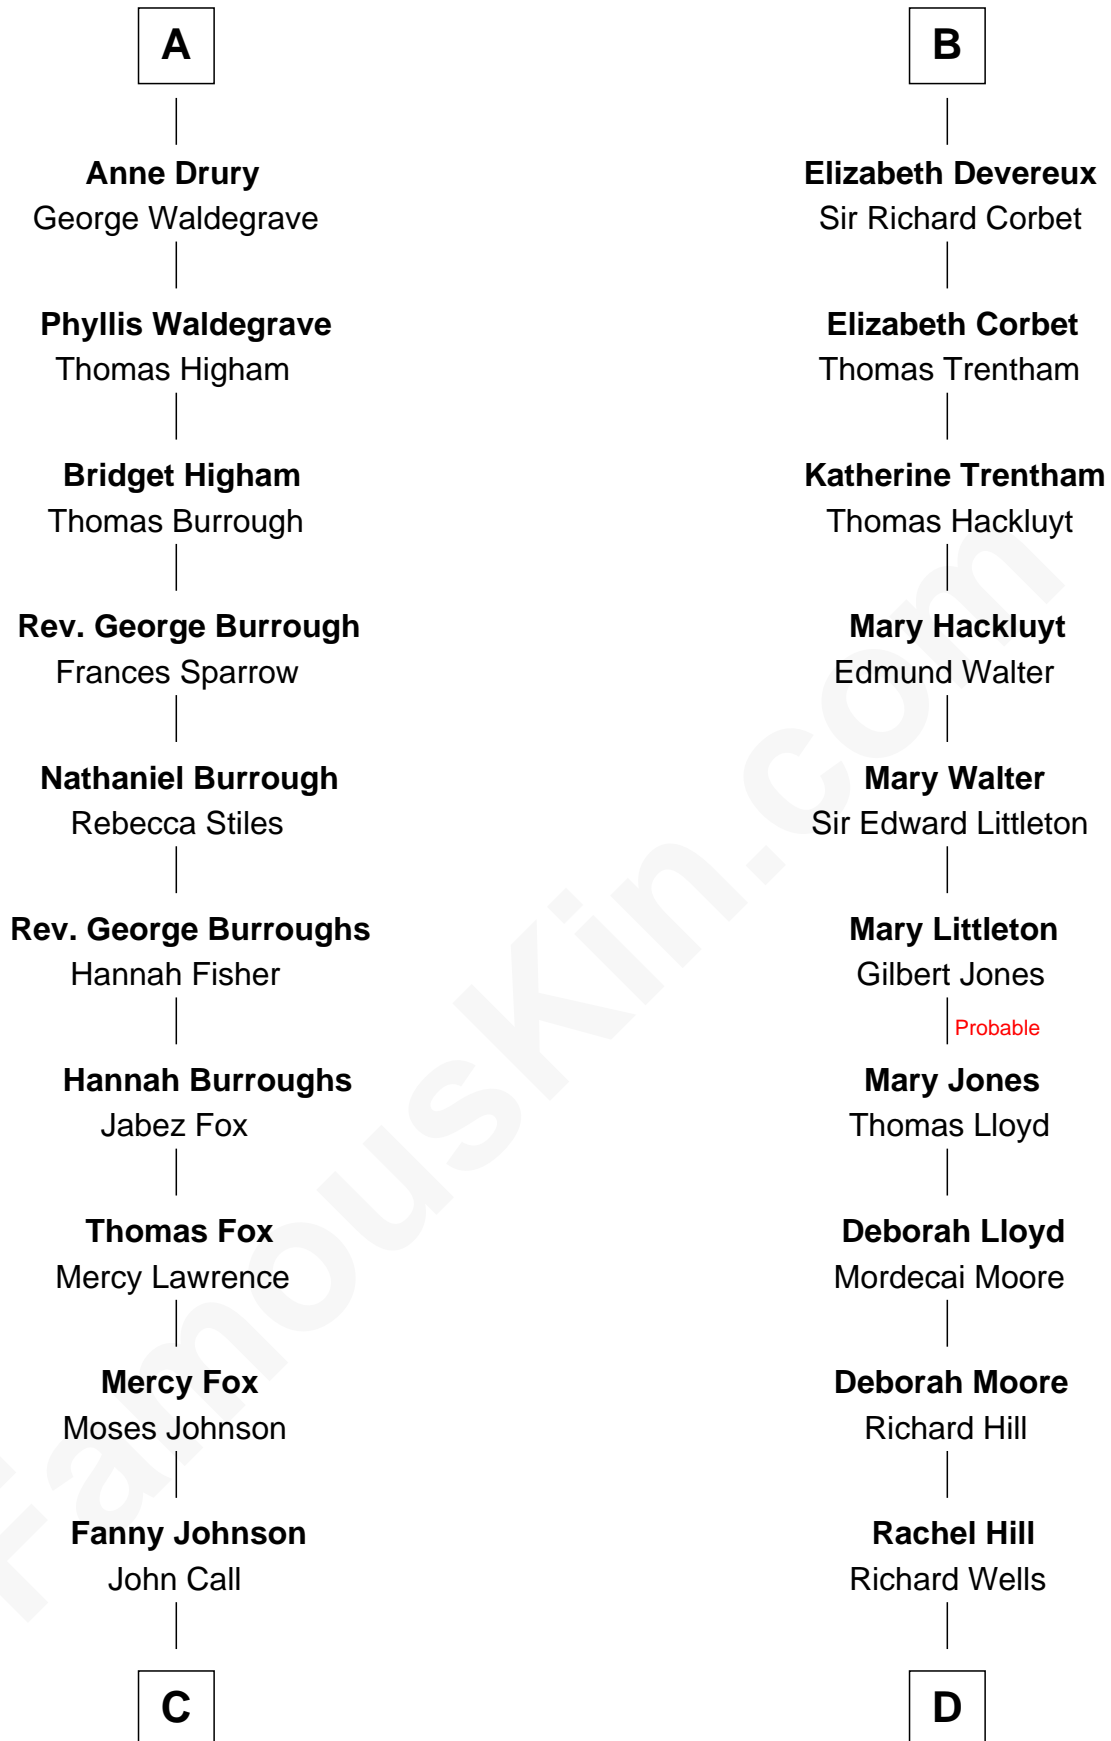 A
Anne Drury
George Waldegrave
Phyllis Waldegrave
Thomas Higham
Bridget Higham
Thomas Burrough
Rev. George Burrough
Frances Sparrow
Nathaniel Burrough
Rebecca Stiles
Rev. George Burroughs
Hannah Fisher
Hannah Burroughs
Jabez Fox
Thomas Fox
Mercy Lawrence
Mercy Fox
Moses Johnson
Fanny Johnson
John Call
C
B
Elizabeth Devereux
Sir Richard Corbet
Elizabeth Corbet
Thomas Trentham
Katherine Trentham
Thomas Hackluyt
Mary Hackluyt
Edmund Walter
Mary Walter
Sir Edward Littleton
Mary Littleton
Gilbert Jones
Probable
Mary Jones
Thomas Lloyd
Deborah Lloyd
Mordecai Moore
Deborah Moore
Richard Hill
Rachel Hill
Richard Wells
D
FamousKin.com